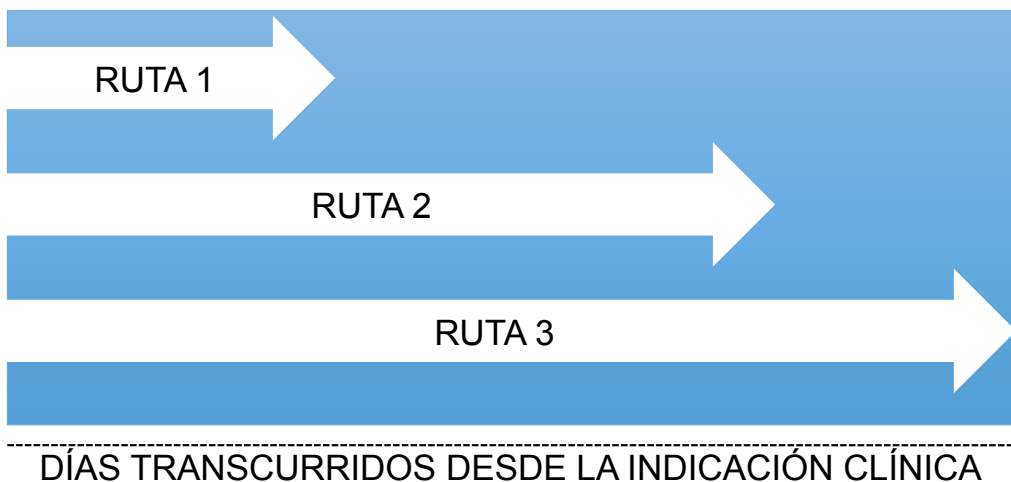 RUTA 1
RUTA 2
RUTA 3
DÍAS TRANSCURRIDOS DESDE LA INDICACIÓN CLÍNICA